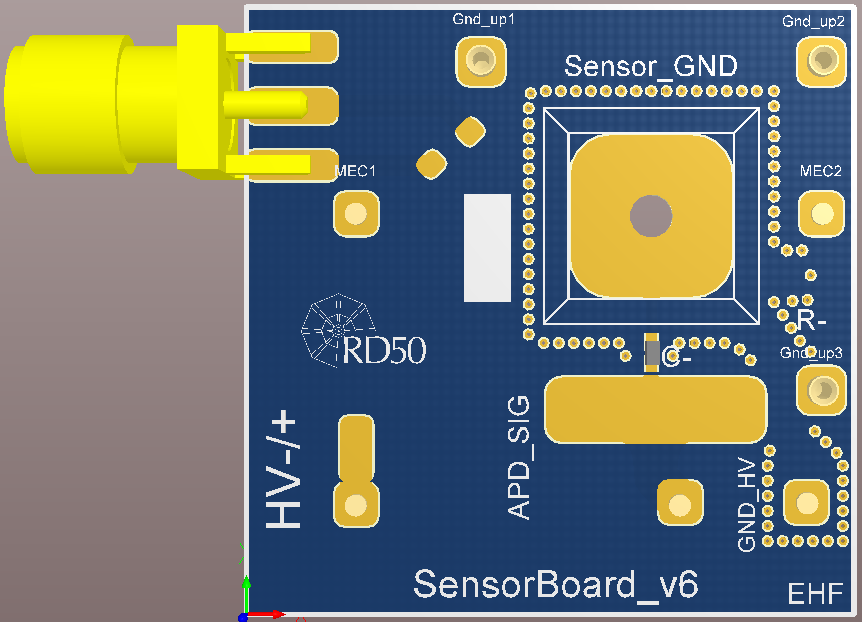 Gnd_up1
Gnd_up2
Sensor_GND
MEC1
MEC2
R-
RD50
C-
Gnd_up3
HV-/+
APD_SIG
GND_HV
SensorBoard_v6
EHF